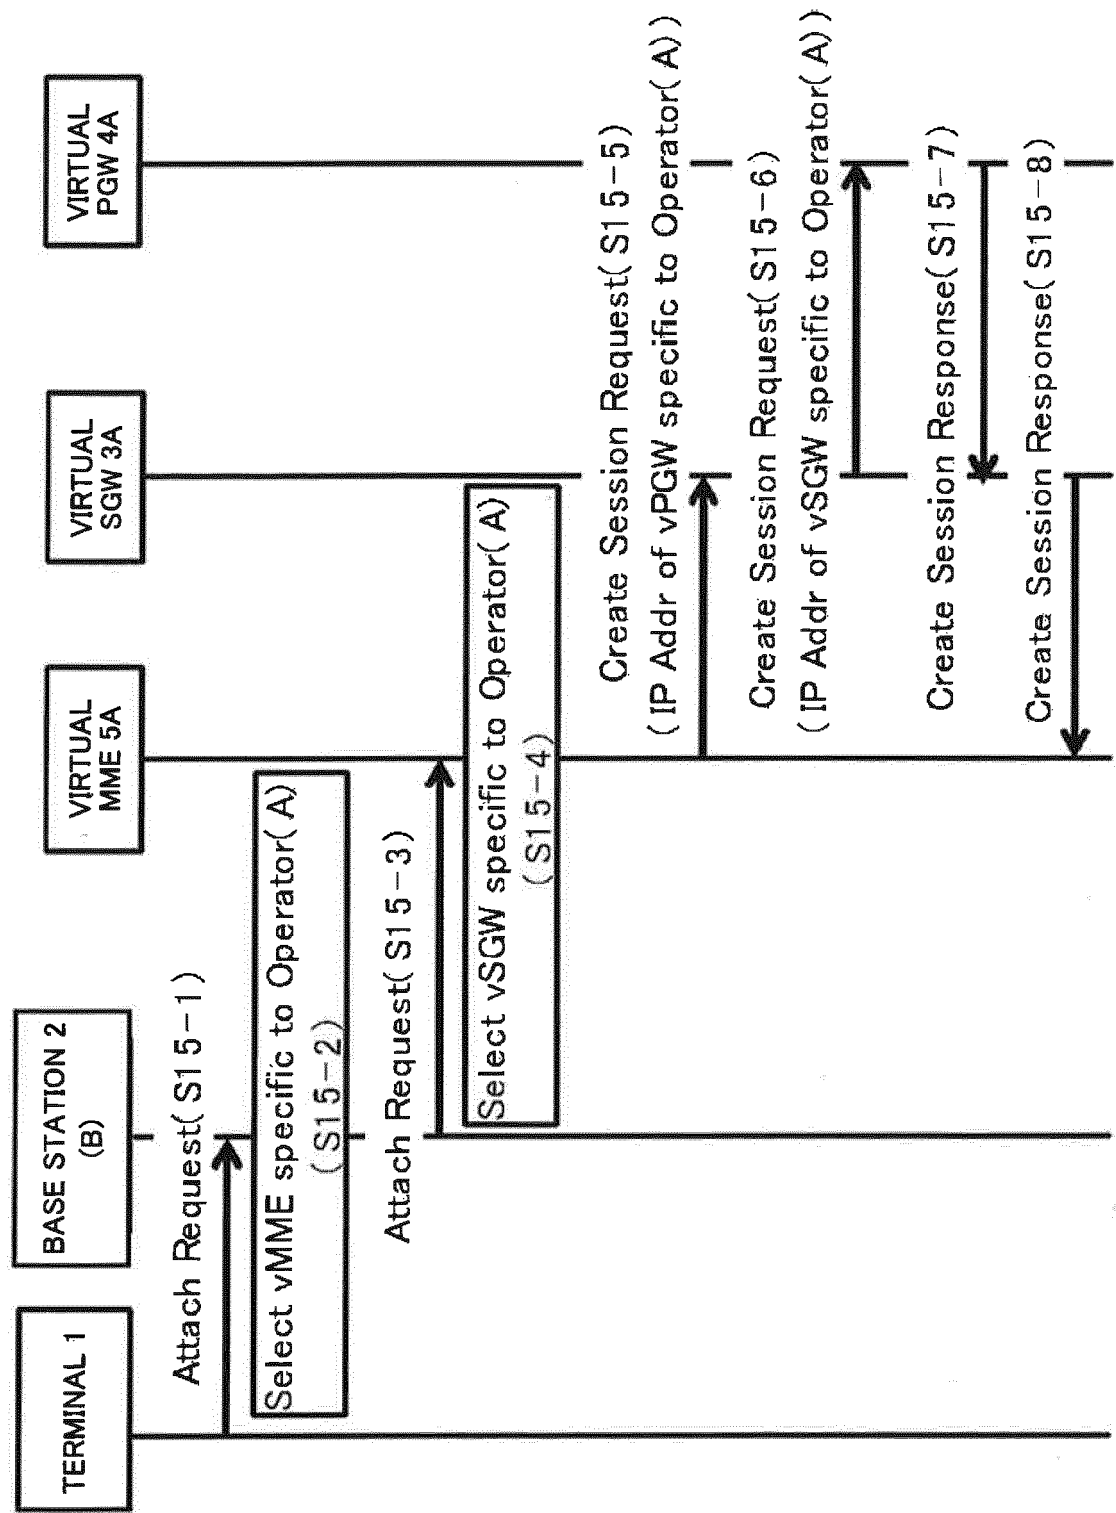 TERMINAL 1
BASE STATION 2
(B)
VIRTUAL
MME 5A
VIRTUAL
SGW 3A
VIRTUAL
PGW 4A
Attach Request(S15-1)
Select vMME specific to Operator(A)
(S15-2)
Attach Request(S15-3)
Select vSGW specific to Operator(A)
(S15-4)
Create Session Request(S15-5)
(IP Addr of vPGW specific to Operator(A))
Create Session Request(S15-6)
(IP Addr of vSGW specific to Operator(A))
Create Session Response(S15-7)
Create Session Response(S15-8)